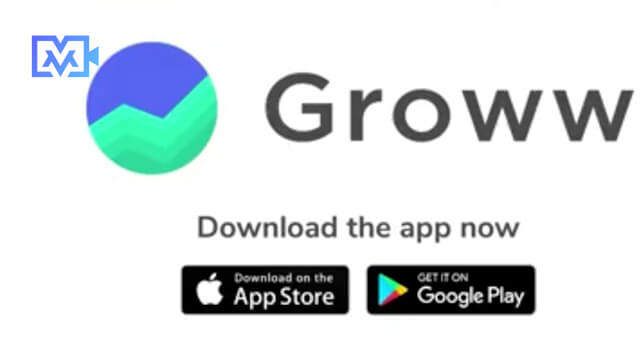 Groww
Download the app now
Download on the
App Store
GET IT ON
Google Play